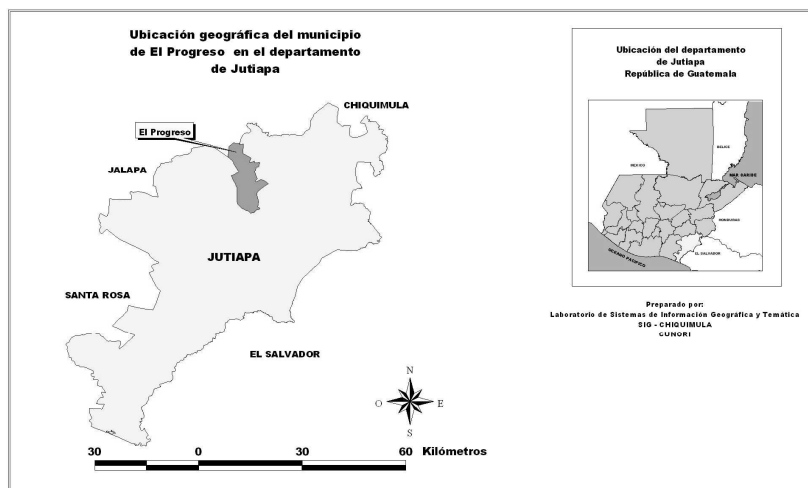 Ubicación geográfica del municipio
de El Progreso en el departamento
de Jutiapa
CHIQUIMULA
El Progreso
JALAPA
JUTIAPA
SANTA ROSA
EL SALVADOR
N
O
E
S
30
0
30
60
Kilómetros
Ubicación del departamento
de Jutiapa
República de Guatemala
BELICE
MEXICO
MAR CARIBE
HONDURAS
EL SALVADOR
OCEANO PACIFICO
Preparado por:
Laboratorio de Sistemas de Información Geográfica y Temática
SIG - CHIQUIMULA
CUNORI